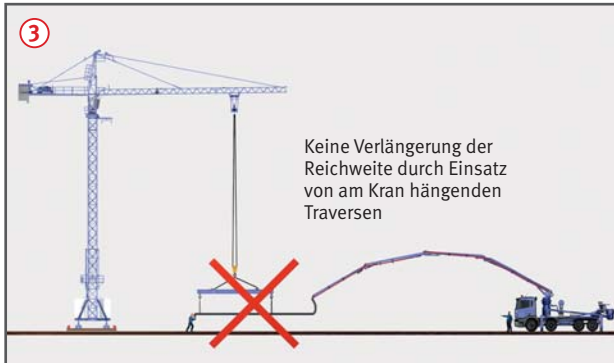 3
Keine Verlängerung der
Reichweite durch Einsatz
von am Kran hängenden
Traversen